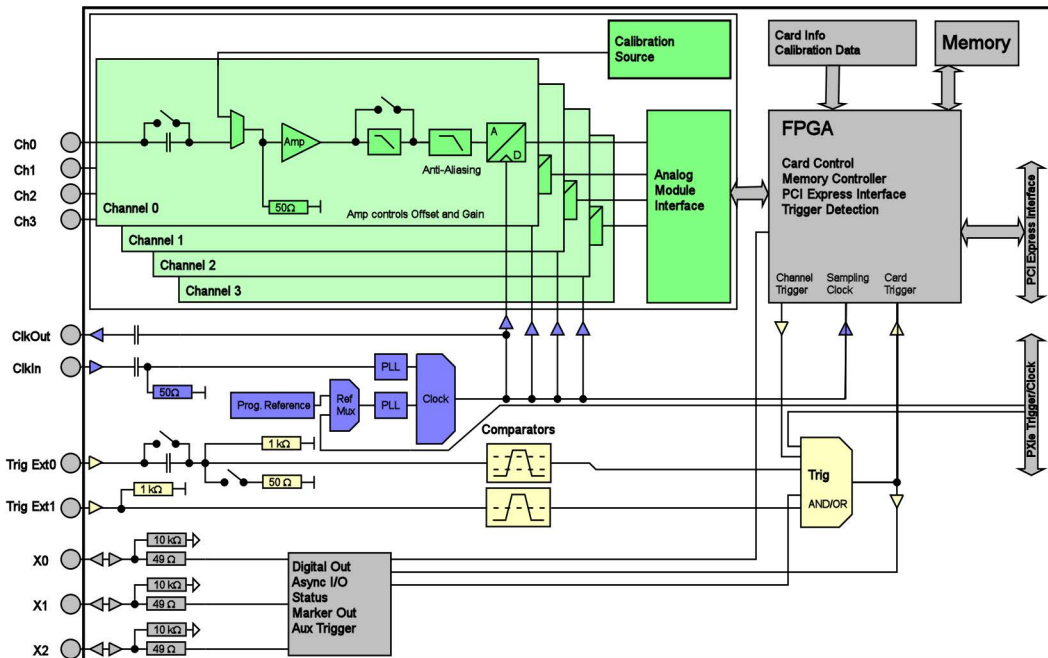 Calibration
Source
Card Info
Calibration Data
Memory
Ch0
Ch1
Ch2
Ch3
Amp
A
D
Anti-Aliasing
50Ω
Amp controls Offset and Gain
Channel 0
Channel 1
Channel 2
Channel 3
Analog
Module
Interface
FPGA
Card Control
Memory Controller
PCI Express Interface
Trigger Detection
Channel
Trigger
Sampling
Clock
Card
Trigger
PCI Express Interface
PXIe Trigger/Clock
ClkOut
ClkIn
50Ω
Prog. Reference
Ref
Mux
PLL
PLL
Clock
Comparators
Trig Ext0
1 kΩ
50 Ω
Trig Ext1
1 kΩ
Trig
AND/OR
X0
10 kΩ
49 Ω
X1
10 kΩ
49 Ω
X2
10 kΩ
49 Ω
Digital Out
Async I/O
Status
Marker Out
Aux Trigger